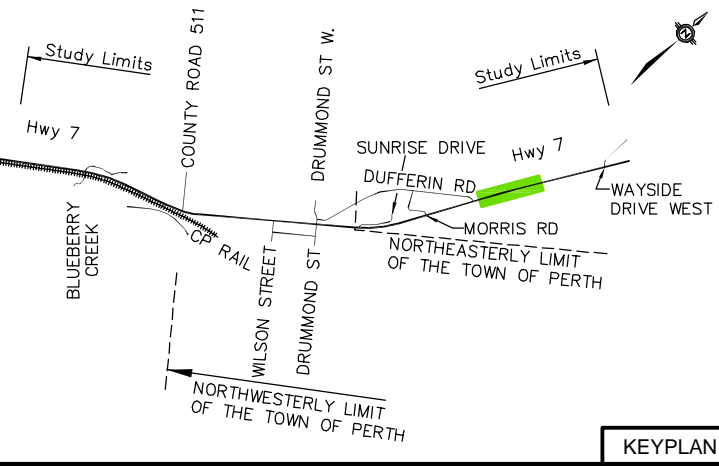 Study Limits
COUNTY ROAD 511
DRUMMOND ST W.
Study Limits
N
Hwy 7
SUNRISE DRIVE
Hwy 7
DUFFERIN RD
WAYSIDE
DRIVE WEST
MORRIS RD
BLUEBERRY
CREEK
CP RAIL
WILSON STREET
DRUMMOND ST
NORTHEASTERLY LIMIT
OF THE TOWN OF PERTH
NORTHWESTERLY LIMIT
OF THE TOWN OF PERTH
KEYPLAN